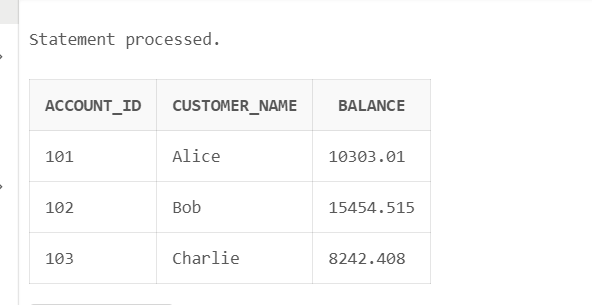 Statement processed.
ACCOUNT_ID CUSTOMER_NAME BALANCE
101 Alice 10303.01
102 Bob 15454.515
103 Charlie 8242.408